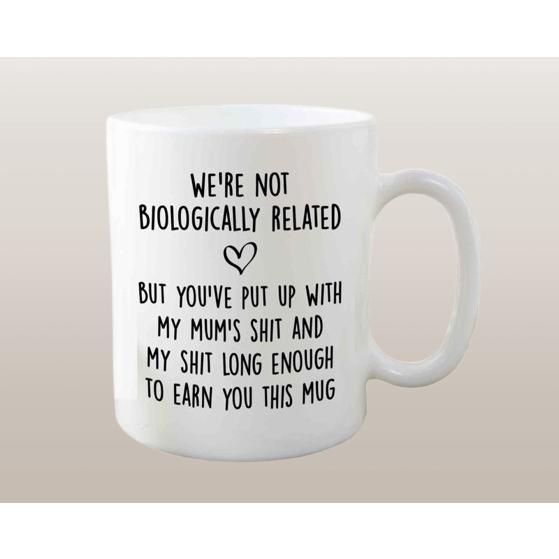 WE'RE NOT
BIOLOGICALLY RELATED
BUT YOU'VE PUT UP WITH
MY MUM'S SHIT AND
MY SHIT LONG ENOUGH
TO EARN YOU THIS MUG